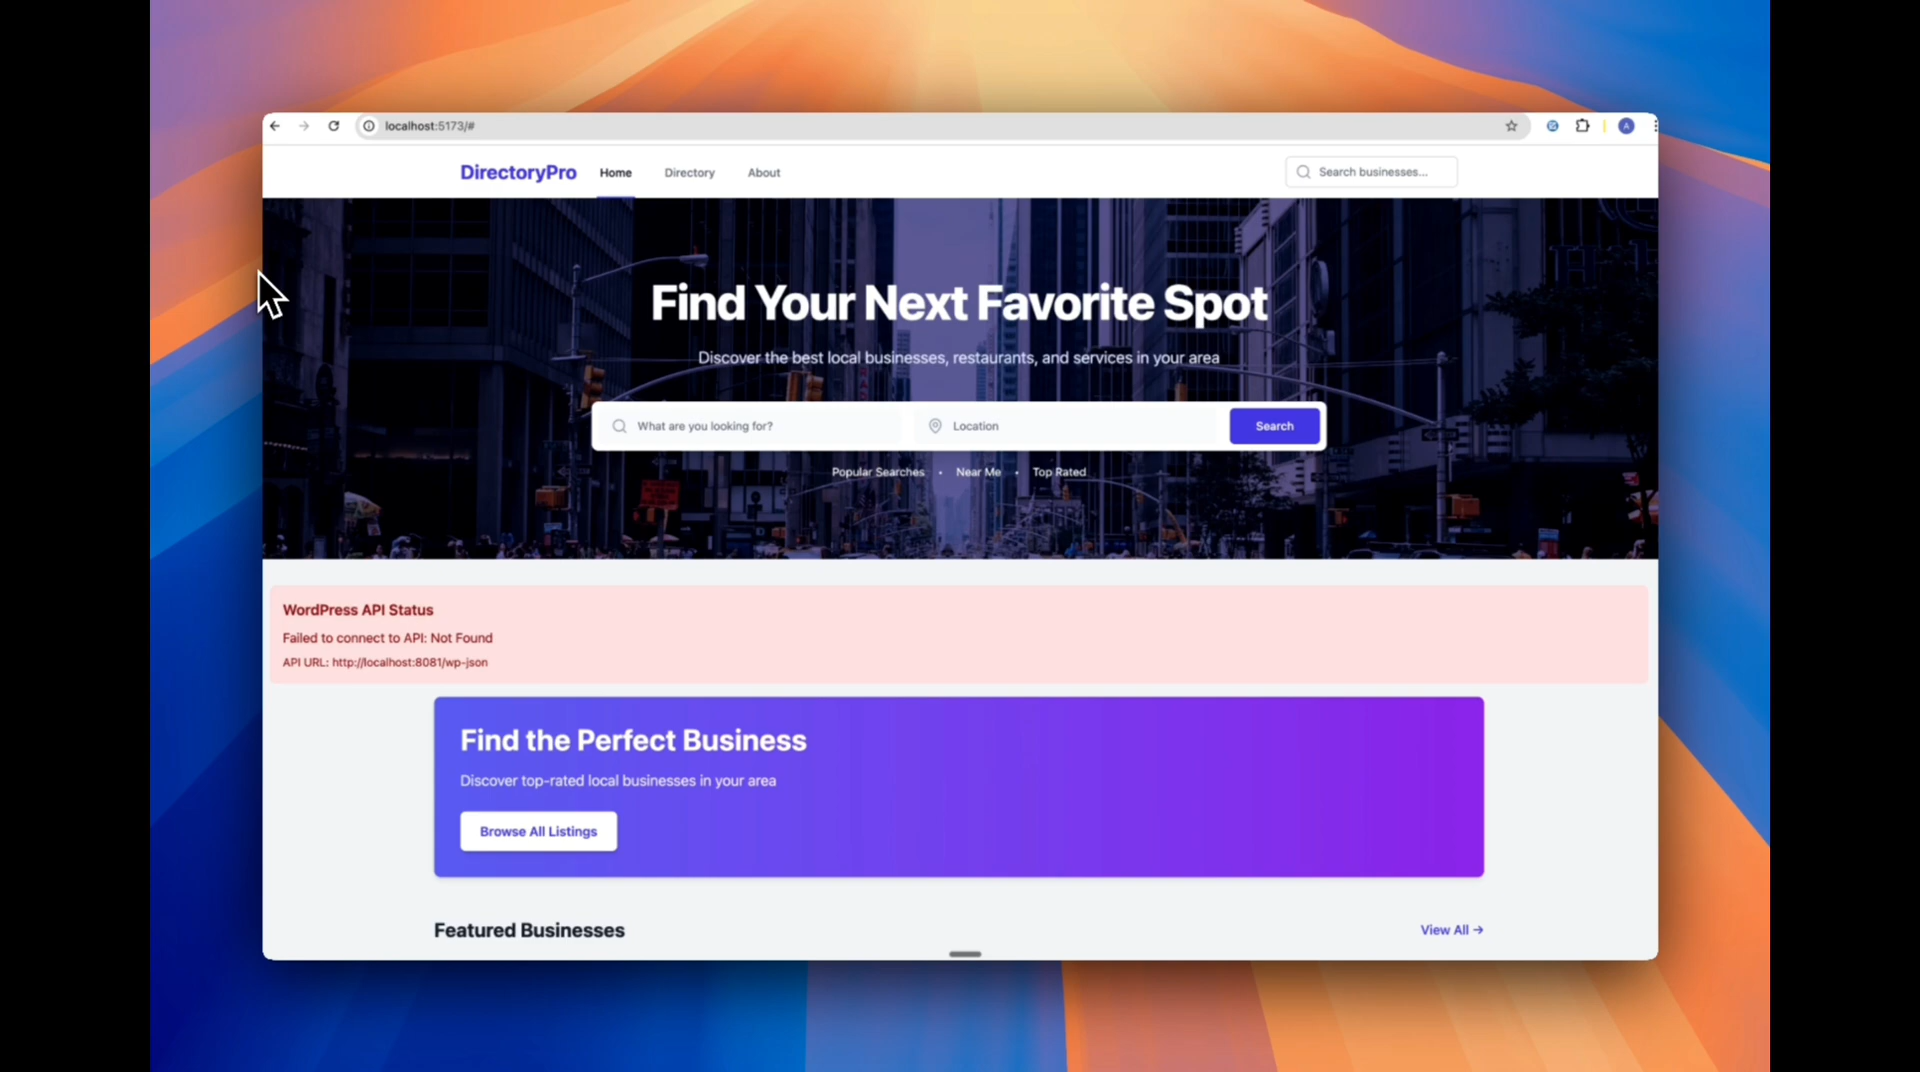 localhost:5173/#
A
DirectoryPro
Home
Directory
About
Search businesses...
Find Your Next Favorite Spot
Discover the best local businesses, restaurants, and services in your area
What are you looking for?
Location
Search
Popular Searches • Near Me • Top Rated
WordPress API Status
Failed to connect to API: Not Found
API URL: http://localhost:8081/wp-json
Find the Perfect Business
Discover top-rated local businesses in your area
Browse All Listings
Featured Businesses
View All →